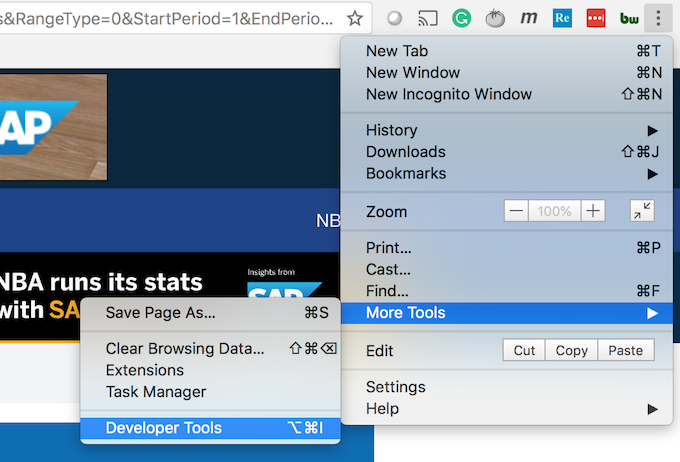 s&RangeType=0&StartPeriod=1&EndPerio...
m
Re
bw
AP
NB
NBA runs its stats
with SA
Insights from
SAP
New Tab ⌘T
New Window ⌘N
New Incognito Window ⇧⌘N
History ▶
Downloads ⇧⌘J
Bookmarks ▶
Zoom — 100% +
Print... ⌘P
Cast...
Find... ⌘F
More Tools ▶
Edit Cut Copy Paste
Settings
Help ▶
Save Page As... ⌘S
Clear Browsing Data... ⇧⌘⌫
Extensions
Task Manager
Developer Tools ⌥⌘I